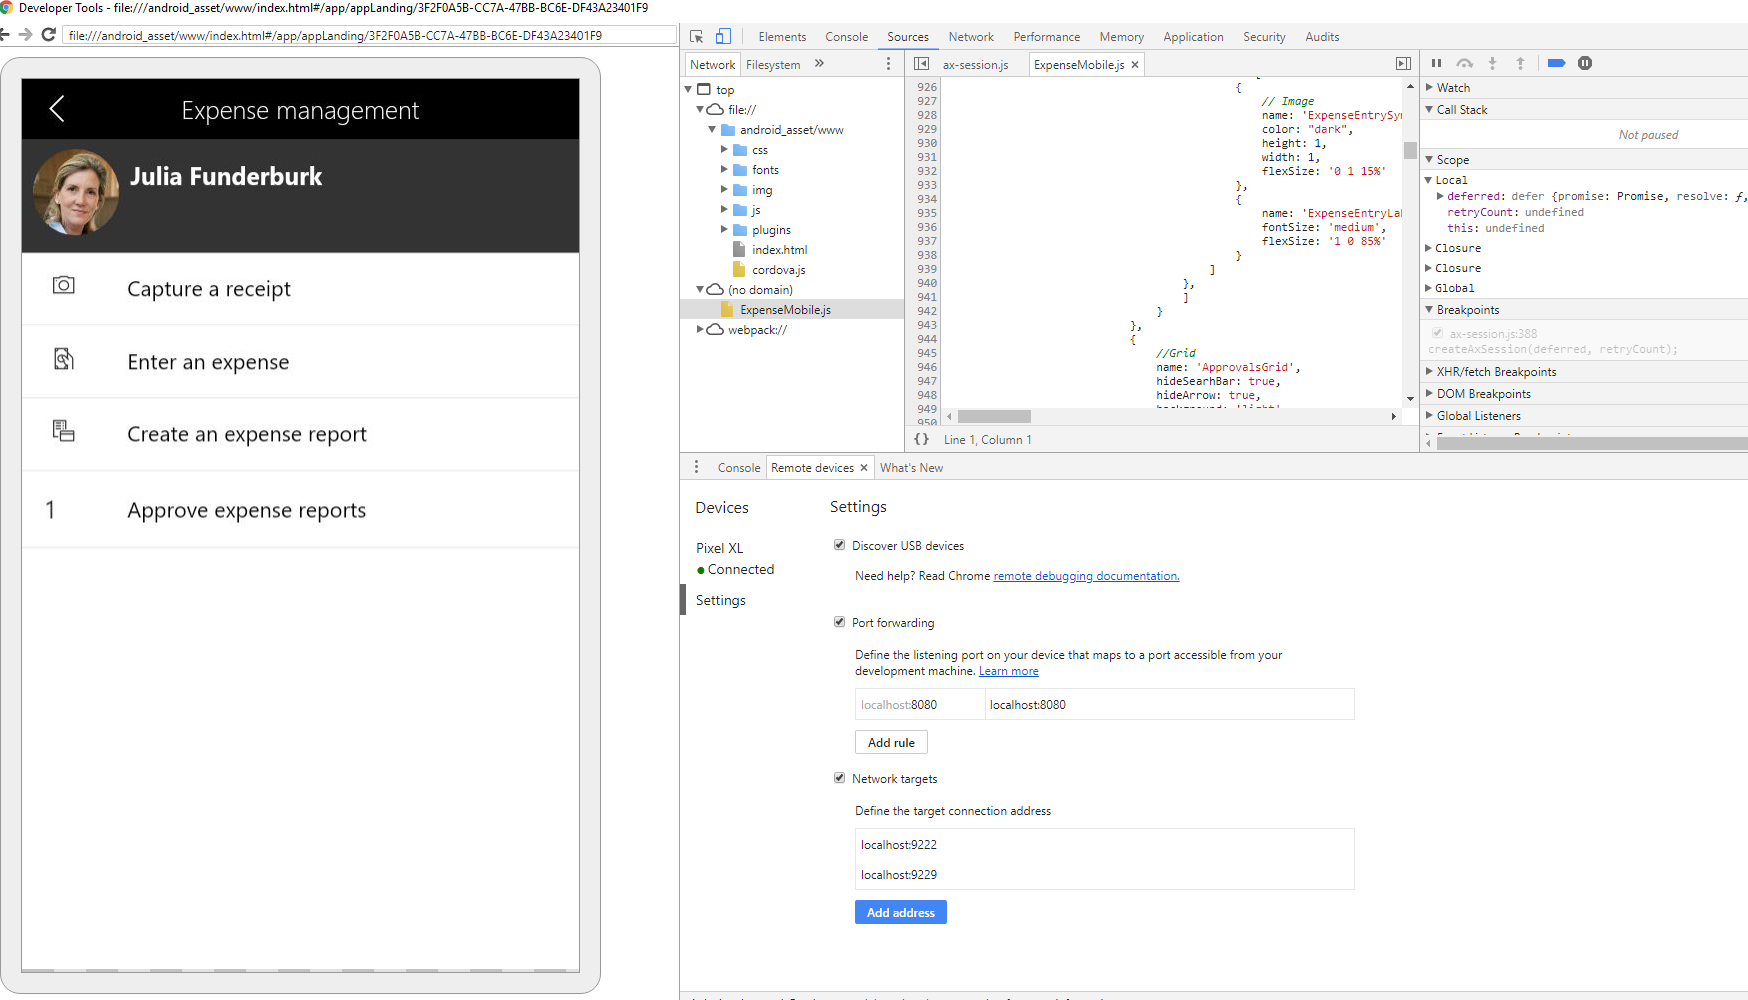 Developer Tools - file:///android_asset/www/index.html#/app/appLanding/3F2F0A5B-CC7A-47BB-BC6E-DF43A23401F9
file:///android_asset/www/index.html#/app/appLanding/3F2F0A5B-CC7A-47BB-BC6E-DF43A23401F9
Expense management
Julia Funderburk
Capture a receipt
Enter an expense
Create an expense report
1 Approve expense reports
Elements Console Sources Network Performance Memory Application Security Audits
Network Filesystem »
top
file://
android_asset/www
css
fonts
img
js
plugins
index.html
cordova.js
(no domain)
ExpenseMobile.js
webpack://
ax-session.js ExpenseMobile.js ×
926 {
927 // Image
928 name: 'ExpenseEntrySy
929 color: "dark",
930 height: 1,
931 width: 1,
932 flexSize: '0 1 15%'
933 },
934 {
935 name: 'ExpenseEntryLa
936 fontSize: 'medium',
937 flexSize: '1 0 85%'
938 }
939 ]
940 },
941 ]
942 }
943 },
944 {
945 //Grid
946 name: 'ApprovalsGrid',
947 hideSearhBar: true,
948 hideArrow: true,
949 background: 'light'
950
{} Line 1, Column 1
Watch
Call Stack
Not paused
Scope
Local
deferred: defer {promise: Promise, resolve: ƒ,
retryCount: undefined
this: undefined
Closure
Closure
Global
Breakpoints
ax-session.js:388
createAxSession(deferred, retryCount);
XHR/fetch Breakpoints
DOM Breakpoints
Global Listeners
Console Remote devices × What's New
Devices
Pixel XL
Connected
Settings
Settings
Discover USB devices
Need help? Read Chrome remote debugging documentation.
Port forwarding
Define the listening port on your device that maps to a port accessible from your
development machine. Learn more
localhost:8080 localhost:8080
Add rule
Network targets
Define the target connection address
localhost:9222
localhost:9229
Add address